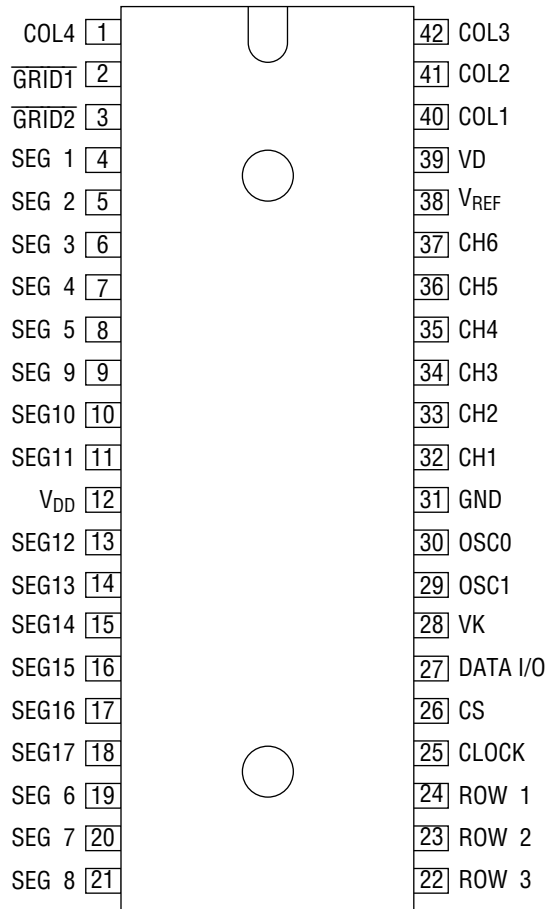 COL4 1 42 COL3
GRID1 2 41 COL2
GRID2 3 40 COL1
SEG 1 4 39 VD
SEG 2 5 38 VREF
SEG 3 6 37 CH6
SEG 4 7 36 CH5
SEG 5 8 35 CH4
SEG 9 9 34 CH3
SEG10 10 33 CH2
SEG11 11 32 CH1
VDD 12 31 GND
SEG12 13 30 OSC0
SEG13 14 29 OSC1
SEG14 15 28 VK
SEG15 16 27 DATA I/O
SEG16 17 26 CS
SEG17 18 25 CLOCK
SEG 6 19 24 ROW 1
SEG 7 20 23 ROW 2
SEG 8 21 22 ROW 3